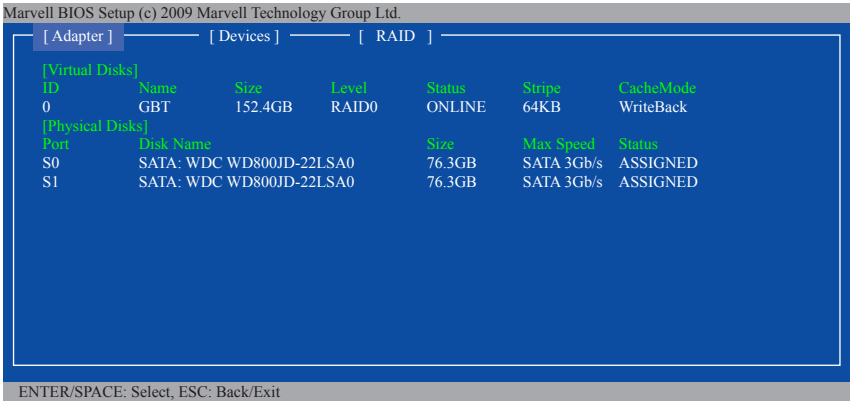 Marvell BIOS Setup (c) 2009 Marvell Technology Group Ltd.
[ Adapter ] [ Devices ] [ RAID ]
[Virtual Disks]
ID Name Size Level Status Stripe CacheMode
0 GBT 152.4GB RAID0 ONLINE 64KB WriteBack
[Physical Disks]
Port Disk Name Size Max Speed Status
S0 SATA: WDC WD800JD-22LSA0 76.3GB SATA 3Gb/s ASSIGNED
S1 SATA: WDC WD800JD-22LSA0 76.3GB SATA 3Gb/s ASSIGNED
ENTER/SPACE: Select, ESC: Back/Exit